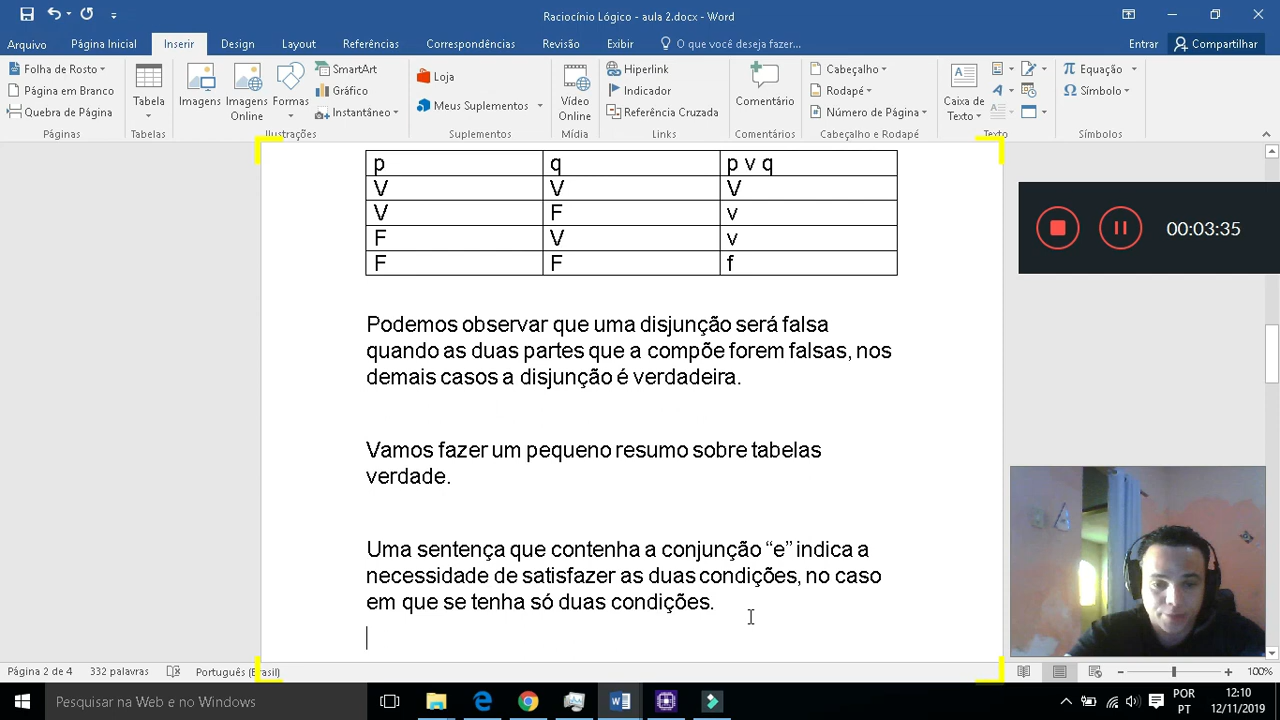 Raciocínio Lógico - aula 2.docx - Word
Arquivo Página Inicial Inserir Design Layout Referências Correspondências Revisão Exibir O que você deseja fazer... Entrar Compartilhar
Folha de Rosto
Página em Branco
Quebra de Página
Páginas
Tabela
Tabelas
Imagens
Imagens Online
Formas
SmartArt
Gráfico
Instantâneo
Ilustrações
Loja
Meus Suplementos
Suplementos
Vídeo Online
Mídia
Hiperlink
Indicador
Referência Cruzada
Links
Comentário
Comentários
Cabeçalho
Rodapé
Número de Página
Cabeçalho e Rodapé
Caixa de Texto
Texto
Equação
Símbolo
Símbolos
p q p v q
V V V
V F v
F V v
F F f
Podemos observar que uma disjunção será falsa
quando as duas partes que a compõe forem falsas, nos
demais casos a disjunção é verdadeira.
Vamos fazer um pequeno resumo sobre tabelas
verdade.
Uma sentença que contenha a conjunção “e” indica a
necessidade de satisfazer as duas condições, no caso
em que se tenha só duas condições.
00:03:35
Página 2 de 4 332 palavras Português (Brasil) 100%
Pesquisar na Web e no Windows
POR
PT
12:10
12/11/2019